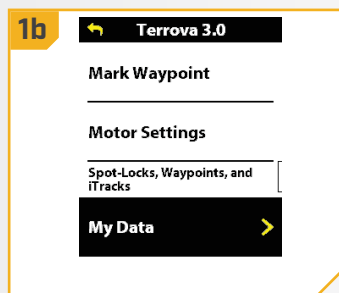 1b
Terrova 3.0
Mark Waypoint
Motor Settings
Spot-Locks, Waypoints, and
iTracks
My Data